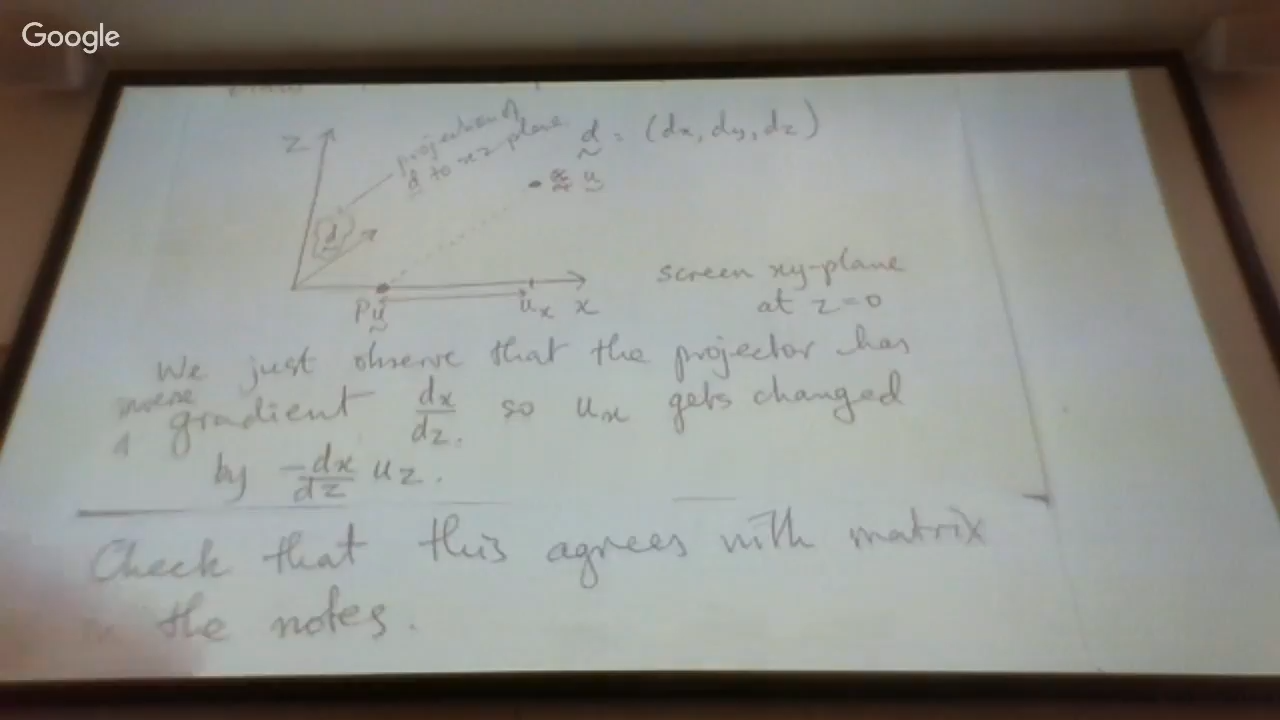 Google
z
projection of
d to xz-plane
d = (dx, dy, dz)
u
d
Pu
ux
x
screen xy-plane
at z=0
We just observe that the projector has
inverse
gradient dx/dz. so ux gets changed
by -dx/dz uz.
Check that this agrees with matrix
the notes.